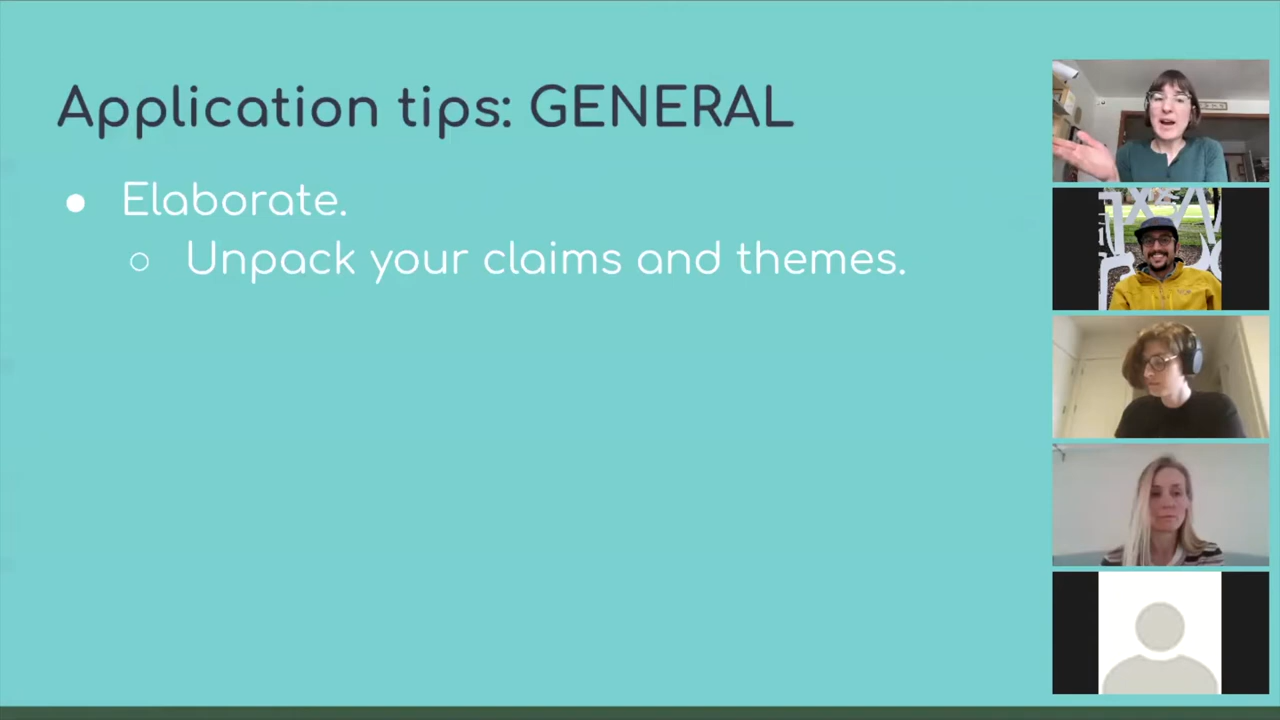 Application tips: GENERAL
● Elaborate.
○ Unpack your claims and themes.